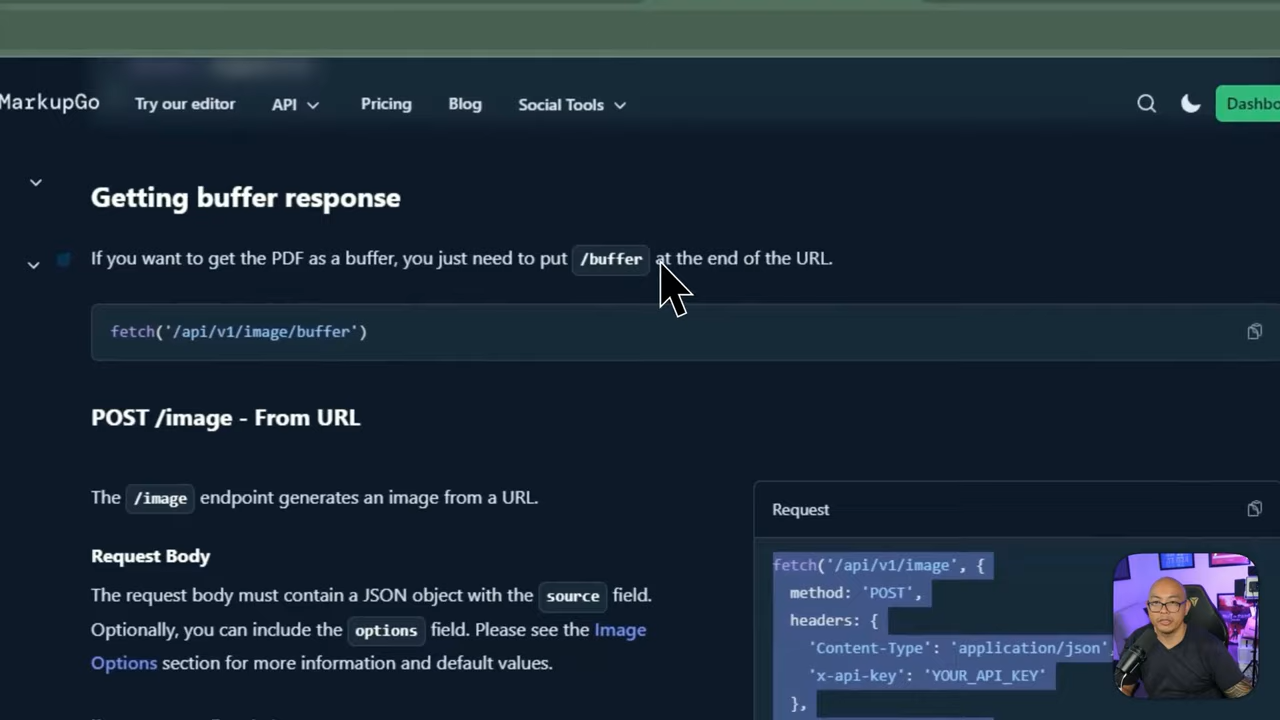 MarkupGo Try our editor API Pricing Blog Social Tools
Getting buffer response
If you want to get the PDF as a buffer, you just need to put /buffer at the end of the URL.
fetch('/api/v1/image/buffer')
POST /image - From URL
The /image endpoint generates an image from a URL.
Request Body
The request body must contain a JSON object with the source field.
Optionally, you can include the options field. Please see the Image
Options section for more information and default values.
Request
fetch('/api/v1/image', {
method: 'POST',
headers: {
'Content-Type': 'application/json',
'x-api-key': 'YOUR_API_KEY'
},